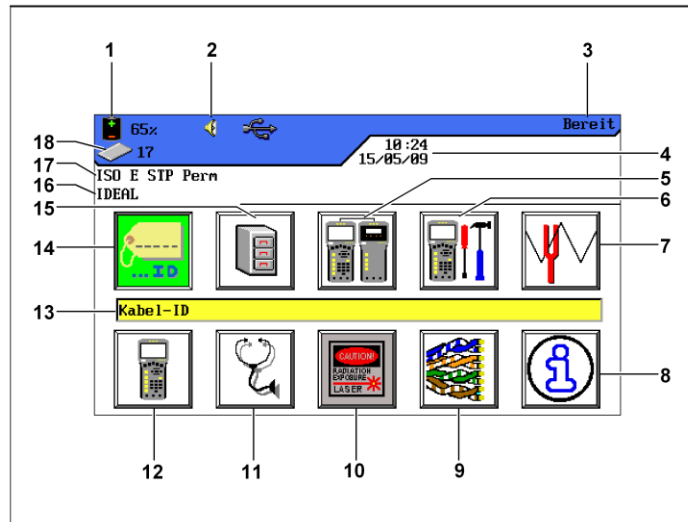 1 2 3
65% Bereit
18 17 10:24 4
17 ISO E STP Perm 15/05/09 5
16 IDEAL 6
15
14 ...ID 7
13 Kabel-ID
CAUTION!
RADIATION
EXPOSURE
LASER
8
12 11 10 9